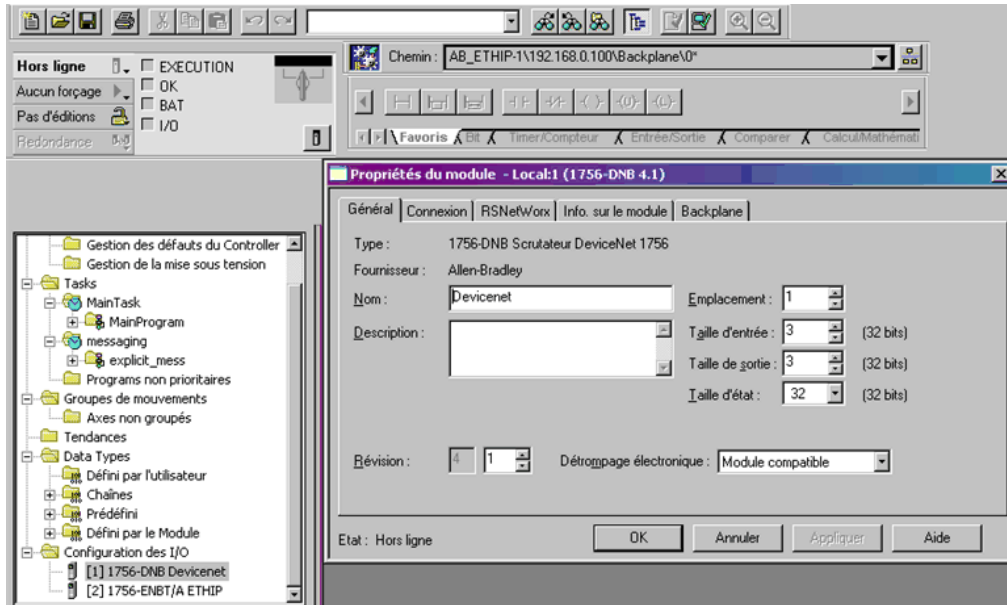 Hors ligne
EXECUTION
Aucun forçage
OK
Pas d'éditions
BAT
Redondance
I/O
Chemin : AB_ETHIP-1\192.168.0.100\Backplane\0*
Favoris Bit Timer/Compteur Entrée/Sortie Comparer Calcul/Mathémati
Gestion des défauts du Controller
Gestion de la mise sous tension
Tasks
MainTask
MainProgram
messaging
explicit_mess
Programs non prioritaires
Groupes de mouvements
Axes non groupés
Tendances
Data Types
Défini par l'utilisateur
Chaînes
Prédéfini
Défini par le Module
Configuration des I/O
[1] 1756-DNB Devicenet
[2] 1756-ENBT/A ETHIP
Propriétés du module - Local:1 (1756-DNB 4.1)
Général Connexion RSNetWorx Info. sur le module Backplane
Type : 1756-DNB Scrutateur DeviceNet 1756
Fournisseur : Allen-Bradley
Nom : Devicenet Emplacement : 1
Description : Taille d'entrée : 3 (32 bits)
Taille de sortie : 3 (32 bits)
Taille d'état : 32 (32 bits)
Révision : 4 1 Détrompage électronique : Module compatible
Etat : Hors ligne OK Annuler Appliquer Aide